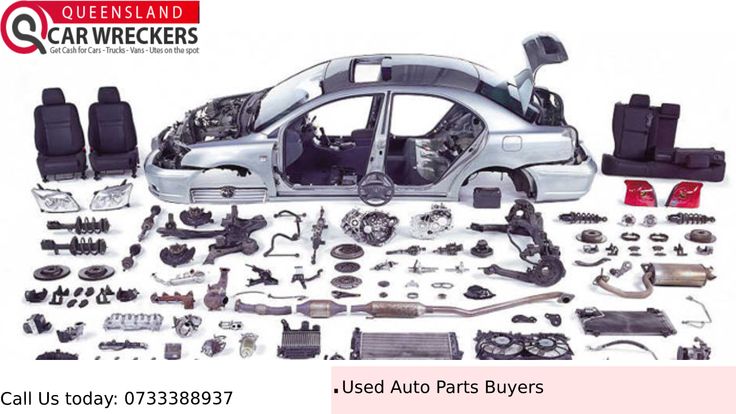 QUEENSLAND
CAR WRECKERS
Get Cash for Cars - Trucks - Vans - Utes on the spot
Call Us today: 0733388937
▪Used Auto Parts Buyers